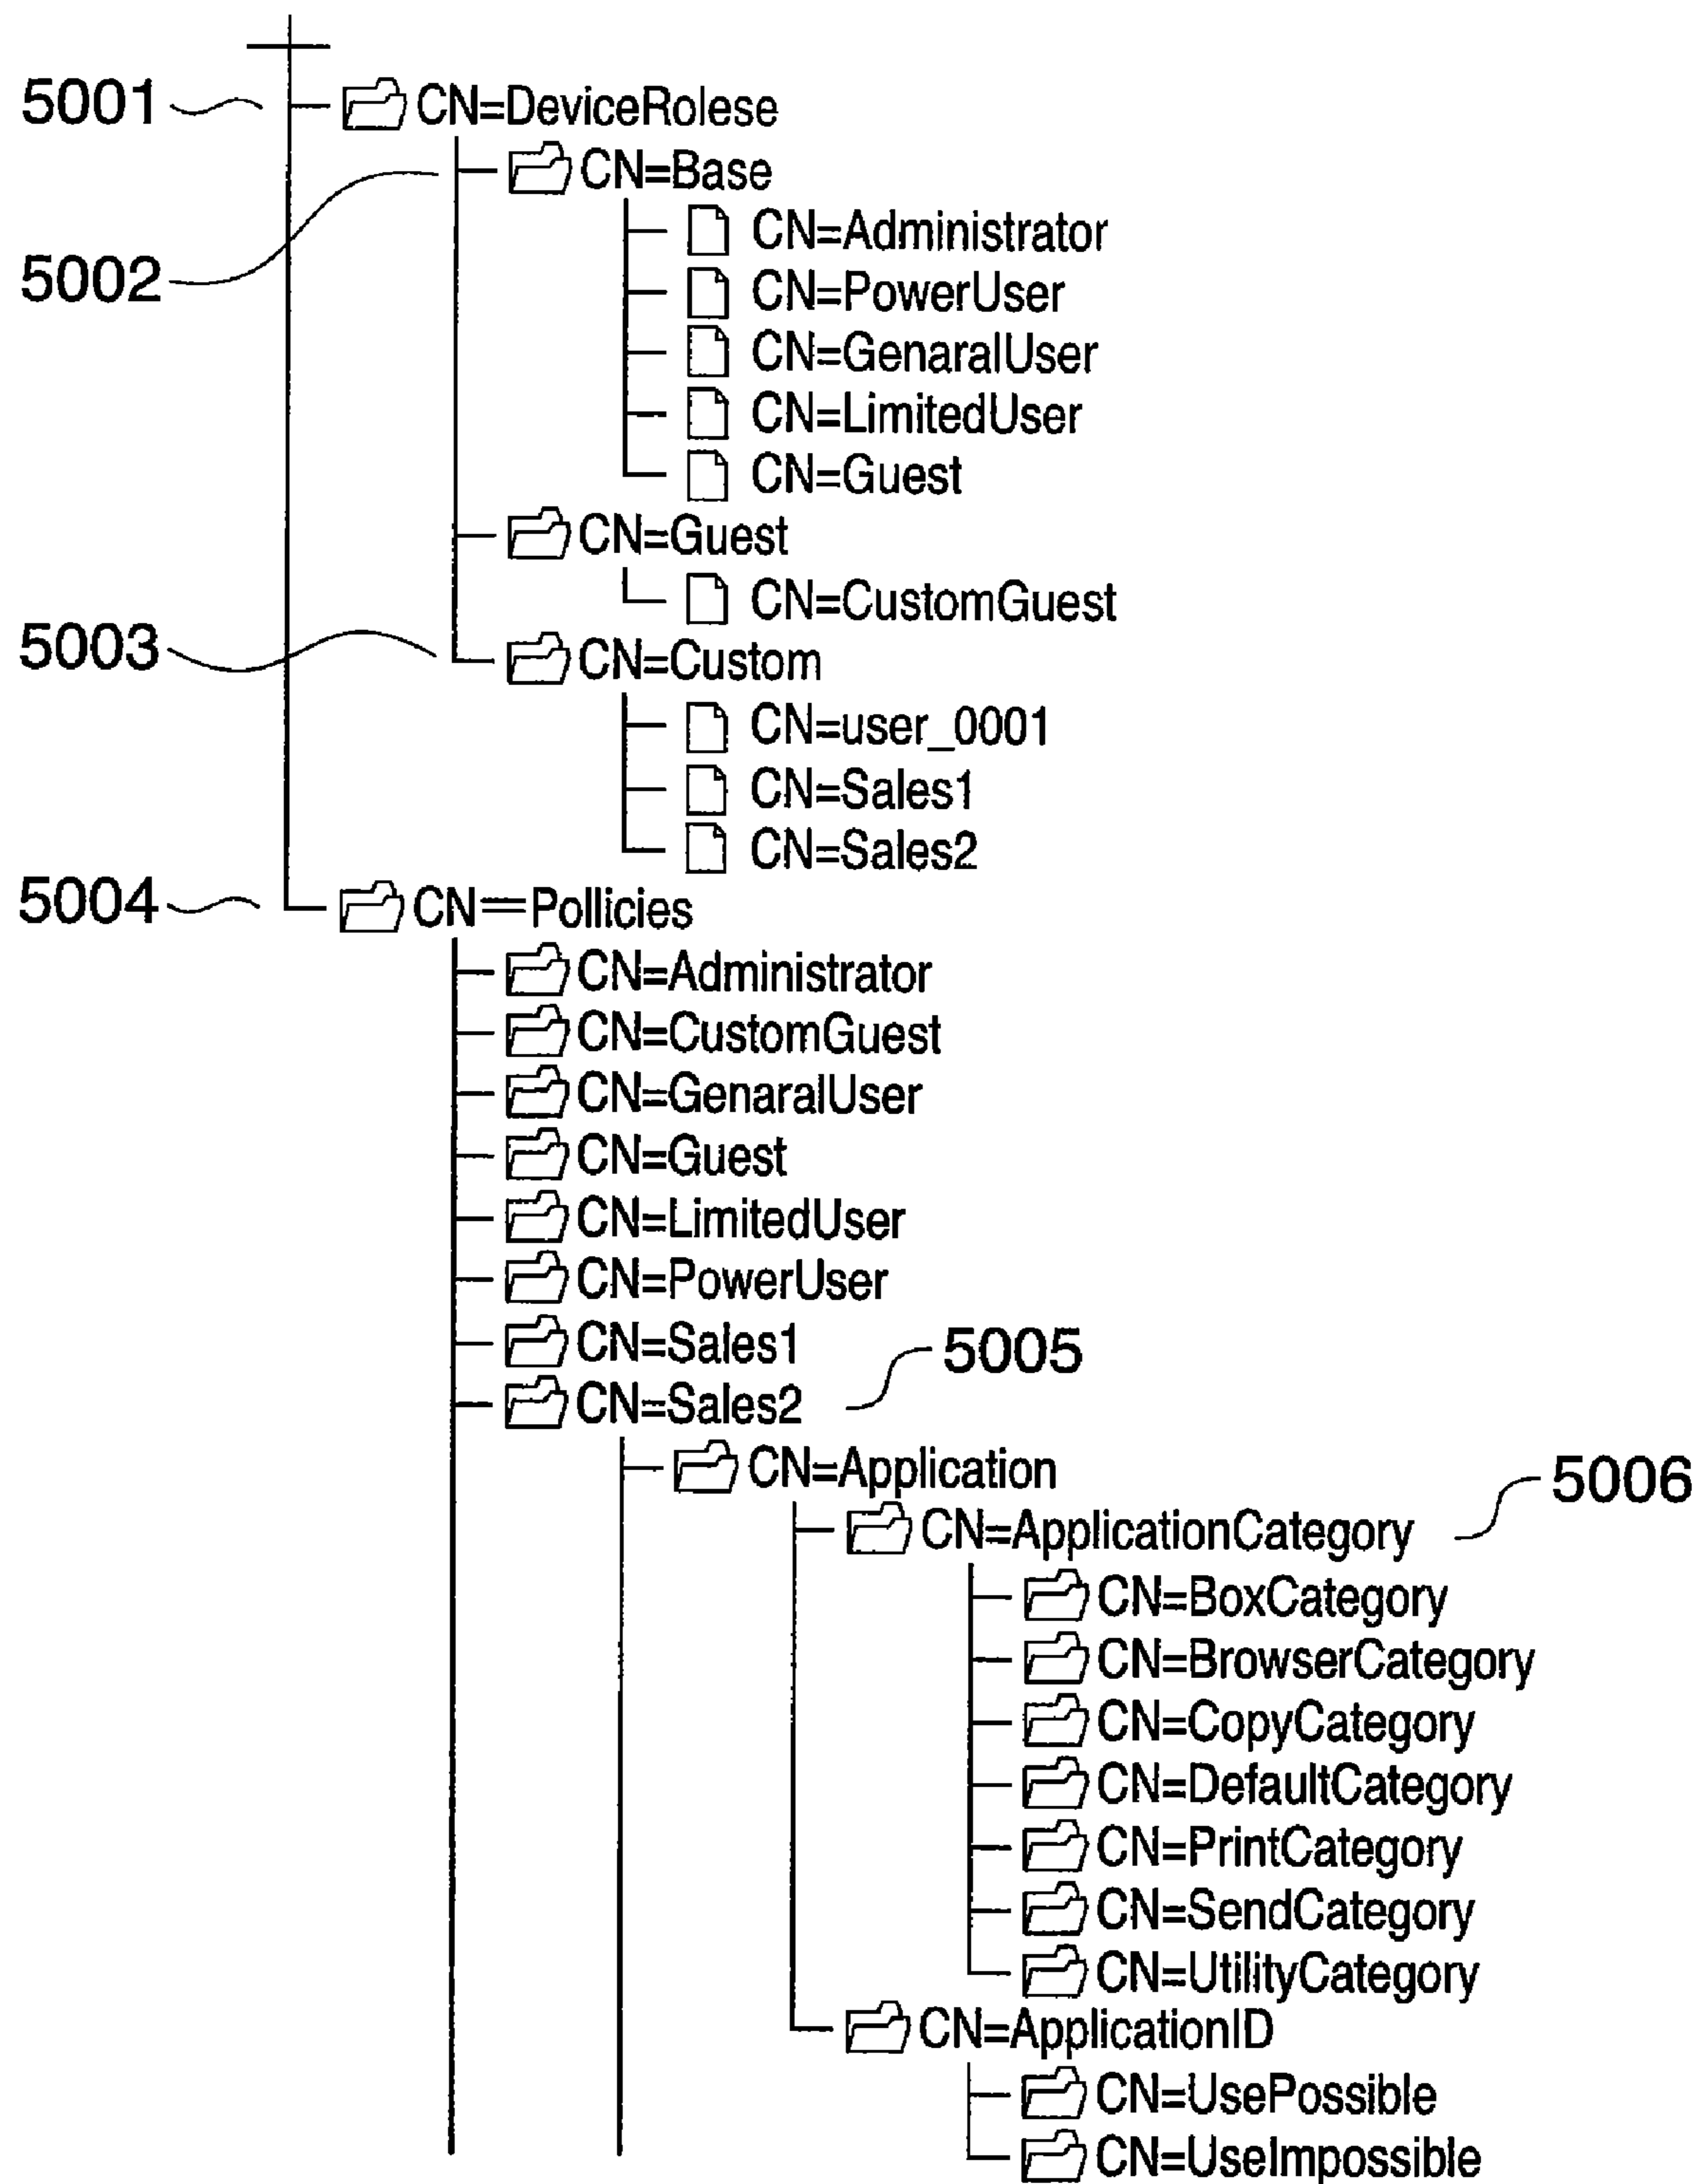 5001 CN=DeviceRolese
CN=Base
CN=Administrator
5002 CN=PowerUser
CN=GenaralUser
CN=LimitedUser
CN=Guest
CN=Guest
CN=CustomGuest
5003 CN=Custom
CN=user_0001
CN=Sales1
CN=Sales2
5004 CN=Pollicies
CN=Administrator
CN=CustomGuest
CN=GenaralUser
CN=Guest
CN=LimitedUser
CN=PowerUser
CN=Sales1 5005
CN=Sales2
CN=Application 5006
CN=ApplicationCategory
CN=BoxCategory
CN=BrowserCategory
CN=CopyCategory
CN=DefaultCategory
CN=PrintCategory
CN=SendCategory
CN=UtilityCategory
CN=ApplicationID
CN=UsePossible
CN=UseImpossible